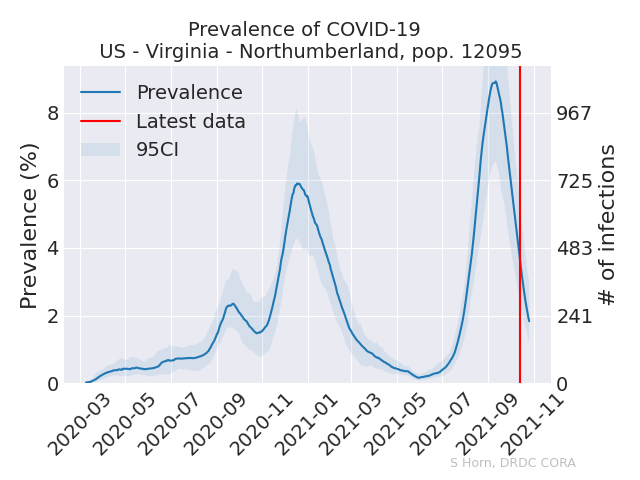 Prevalence of COVID-19
US - Virginia - Northumberland, pop. 12095
Prevalence
Latest data
95CI
Prevalence (%)
8
6
4
2
0
967
725
483
241
0
# of infections
2020-03
2020-05
2020-07
2020-09
2020-11
2021-01
2021-03
2021-05
2021-07
2021-09
2021-11
S Horn, DRDC CORA